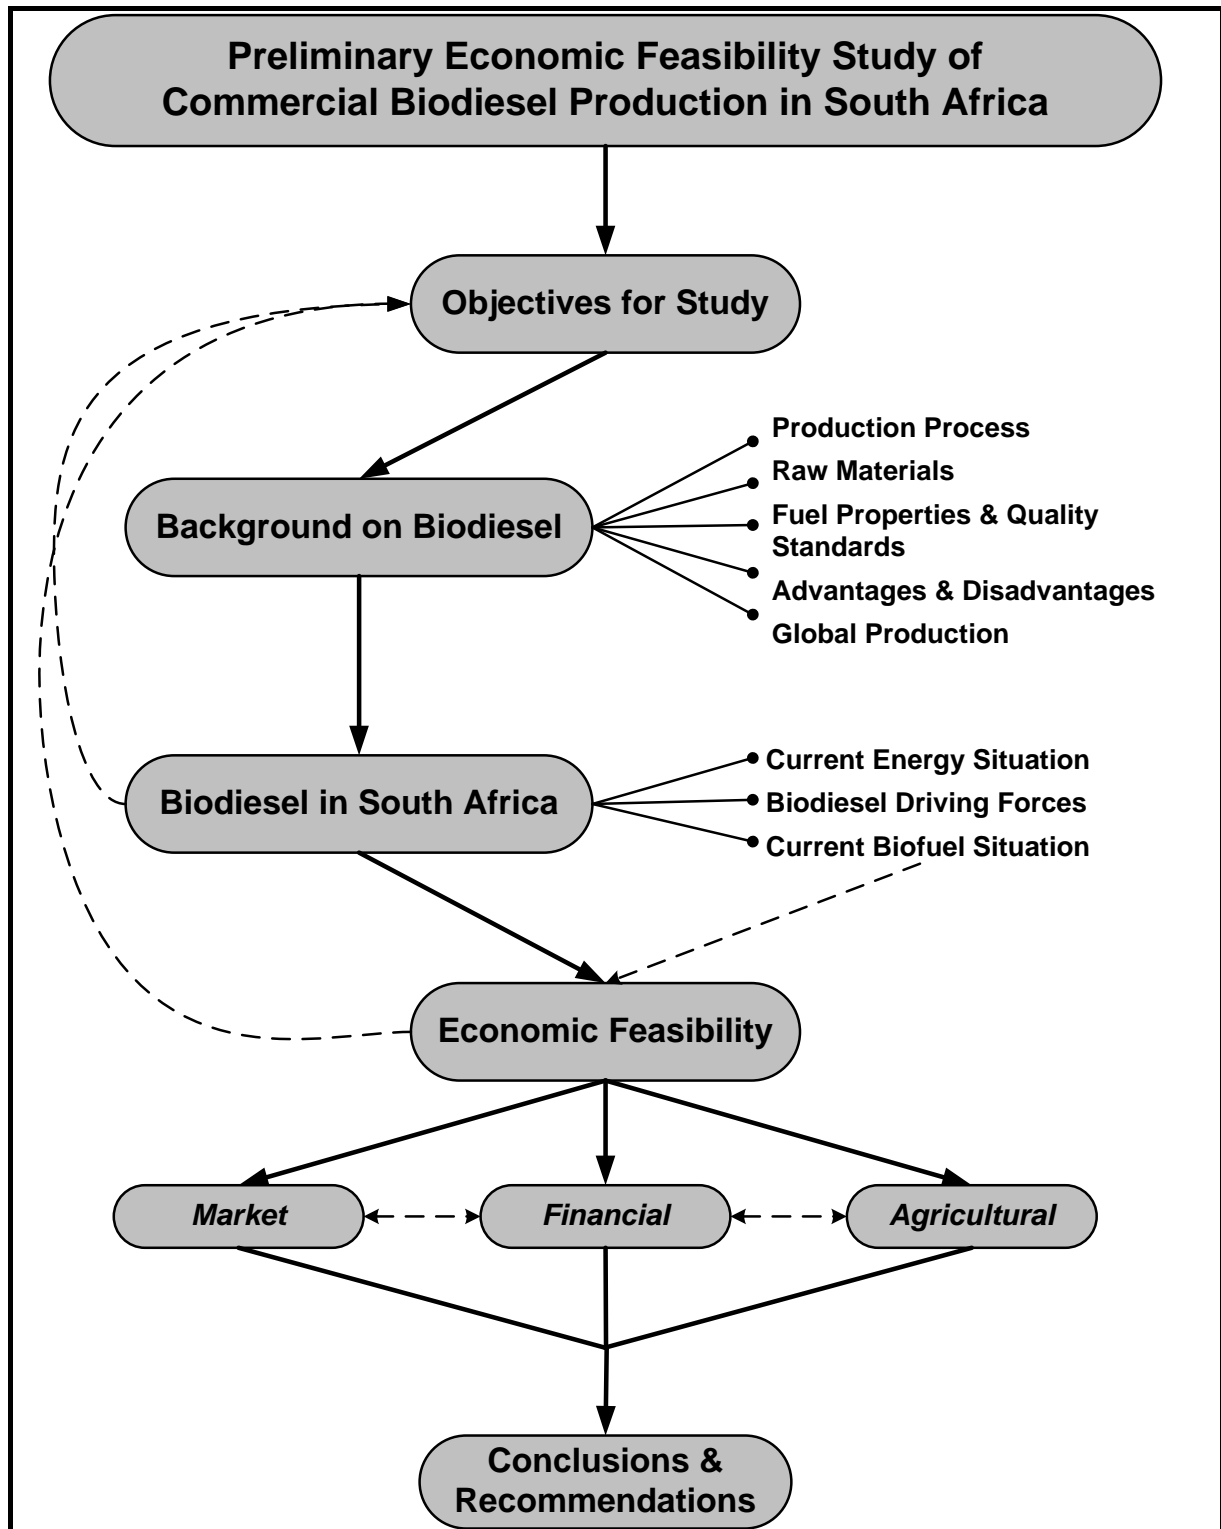 Preliminary Economic Feasibility Study of
Commercial Biodiesel Production in South Africa
Objectives for Study
Background on Biodiesel
Production Process
Raw Materials
Fuel Properties & Quality
Standards
Advantages & Disadvantages
Global Production
Biodiesel in South Africa
Current Energy Situation
Biodiesel Driving Forces
Current Biofuel Situation
Economic Feasibility
Market
Financial
Agricultural
Conclusions &
Recommendations